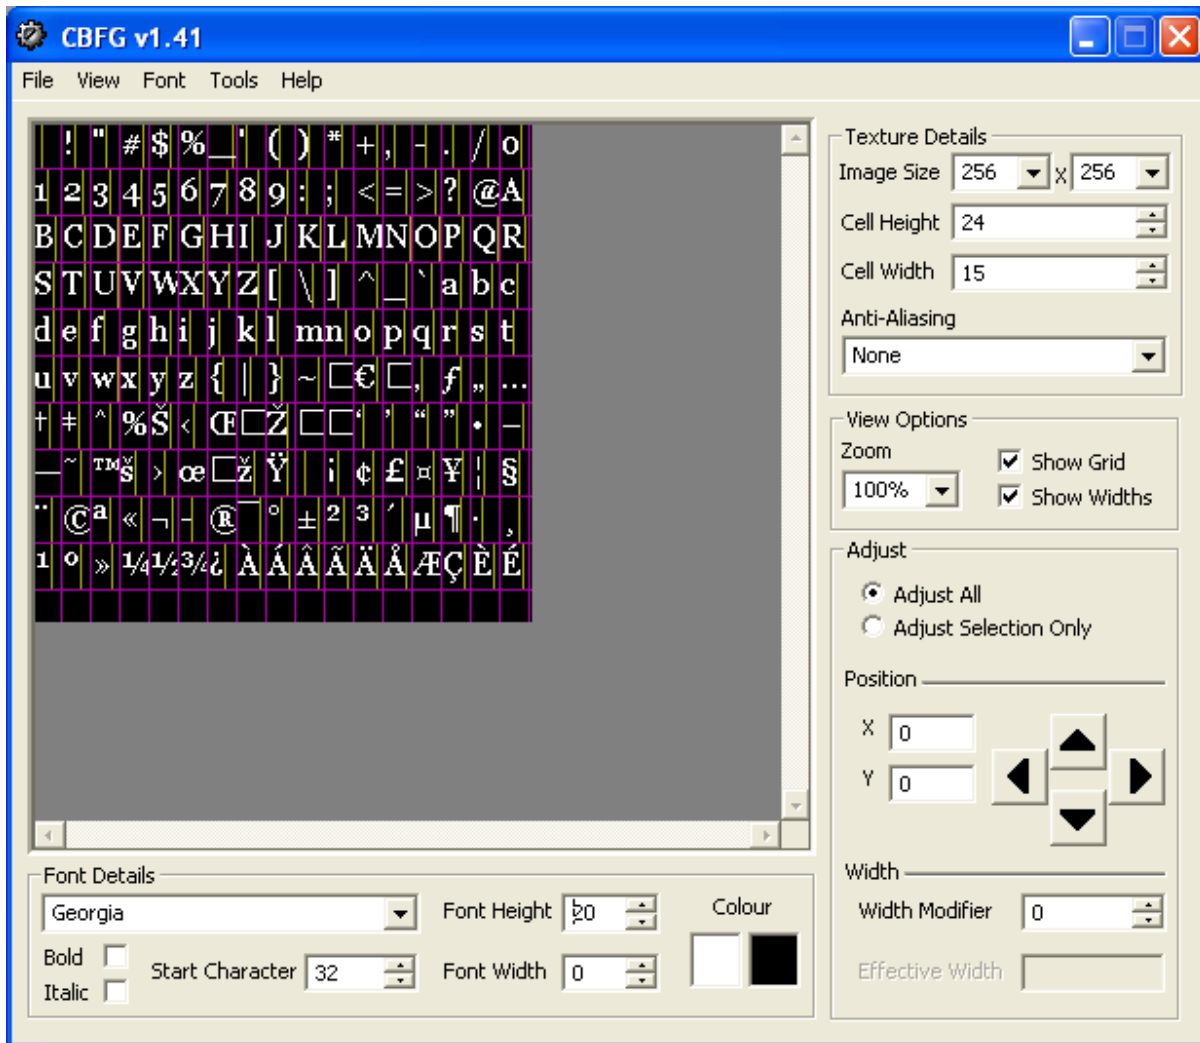 CBFG v1.41
File View Font Tools Help
! " # $ % _ ' ( ) * + , - . / 0
1 2 3 4 5 6 7 8 9 : ; < = > ? @ A
B C D E F G H I J K L M N O P Q R
S T U V W X Y Z [ \ ] ^ _ ` a b c
d e f g h i j k l m n o p q r s t
u v w x y z { | } ~ □ € □ ‚ ƒ „ …
† ‡ ˆ % Š ‹ Œ □ Ž □ □ ‘ ’ “ ” • –
— ˜ ™ š › œ □ ž Ÿ ¡ ¢ £ ¤ ¥ ¦ §
¨ © ª « ¬ - ® ¯ ° ± ² ³ ´ µ ¶ · ¸
¹ º » ¼ ½ ¾ ¿ À Á Â Ã Ä Å Æ Ç È É
Texture Details
Image Size 256 x 256
Cell Height 24
Cell Width 15
Anti-Aliasing
None
View Options
Zoom
100%
Show Grid
Show Widths
Adjust
Adjust All
Adjust Selection Only
Position
X 0
Y 0
Width
Width Modifier 0
Effective Width
Font Details
Georgia
Font Height 20
Colour
Bold
Italic
Start Character 32
Font Width 0